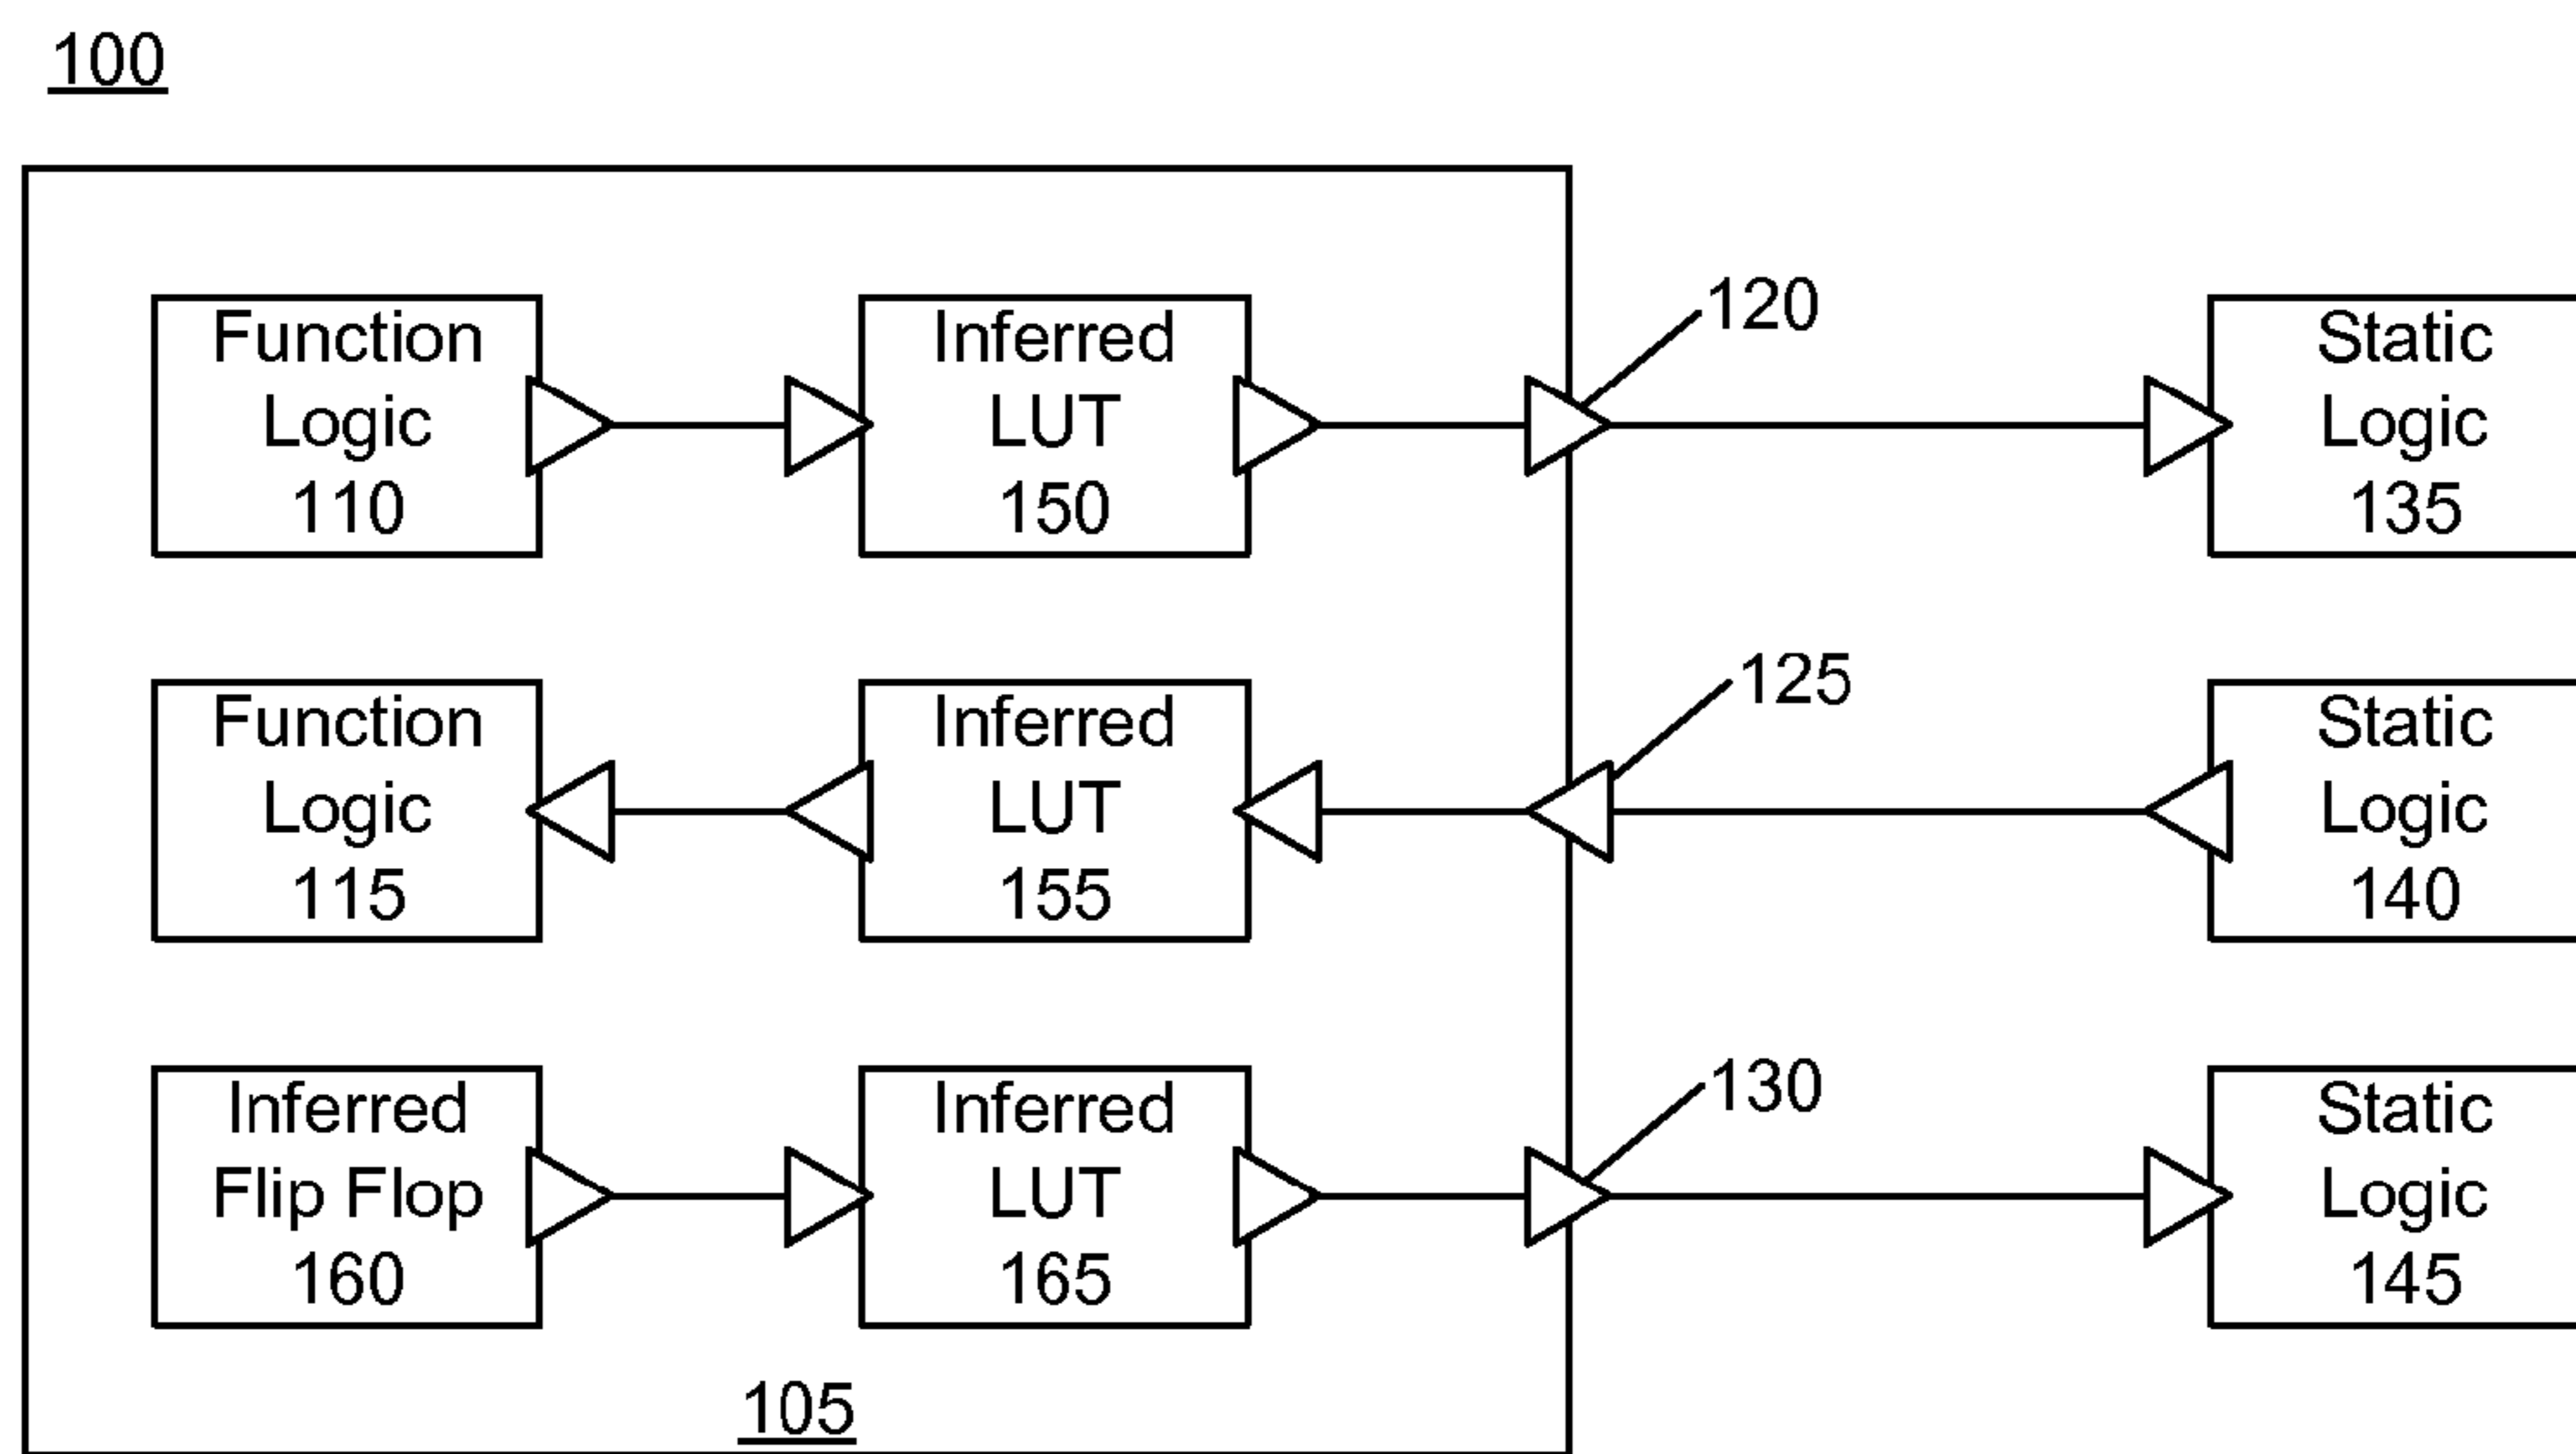 100
Function
Logic
110
Inferred
LUT
150
120
Static
Logic
135
Function
Logic
115
Inferred
LUT
155
125
Static
Logic
140
Inferred
Flip Flop
160
Inferred
LUT
165
130
Static
Logic
145
105